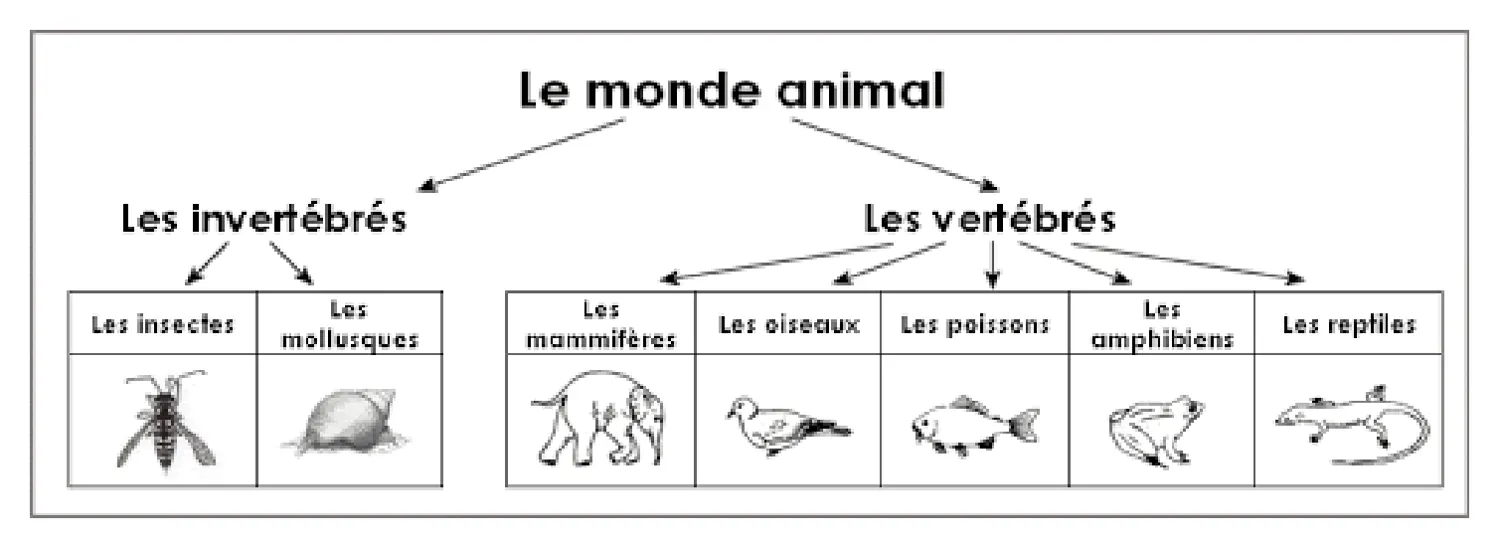 Le monde animal
Les invertébrés
Les vertébrés
Les insectes
Les
mollusques
Les
mammifères
Les oiseaux
Les poissons
Les
amphibiens
Les reptiles